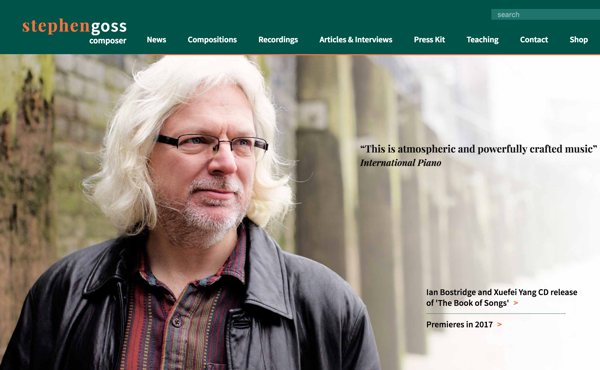 search
stephengoss
composer
News Compositions Recordings Articles & Interviews Press Kit Teaching Contact Shop
“This is atmospheric and powerfully crafted music”
International Piano
Ian Bostridge and Xuefei Yang CD release
of 'The Book of Songs' >
Premieres in 2017 >